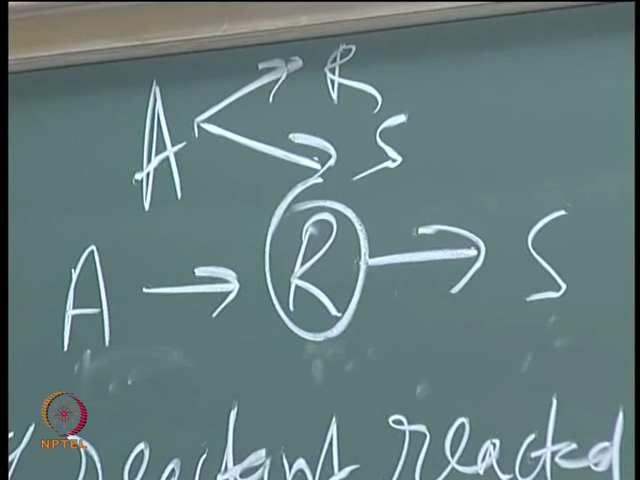 A → R
→ S
A → R → S
reactant reacted
NPTEL